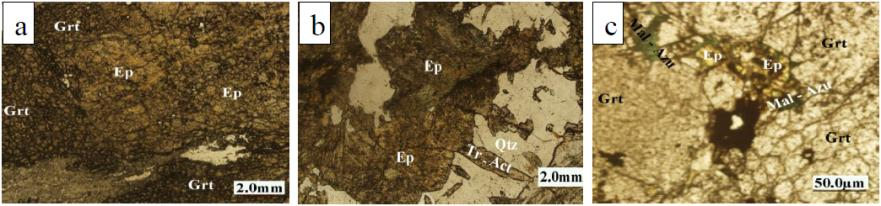 a
Grt
Ep
Ep
Grt
Grt
2.0mm
b
Ep
Ep
Qtz
Tr - Act
2.0mm
c
Mal - Azu
Ep
Ep
Grt
Grt
Mal - Azu
Grt
50.0µm